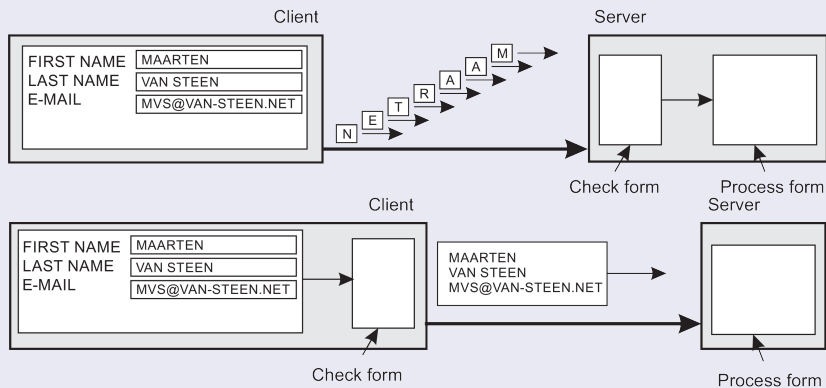 Client
Server
FIRST NAME MAARTEN
LAST NAME VAN STEEN
E-MAIL MVS@VAN-STEEN.NET
N E T R A A M
Check form
Process form
Client
Server
FIRST NAME MAARTEN
LAST NAME VAN STEEN
E-MAIL MVS@VAN-STEEN.NET
MAARTEN
VAN STEEN
MVS@VAN-STEEN.NET
Check form
Process form